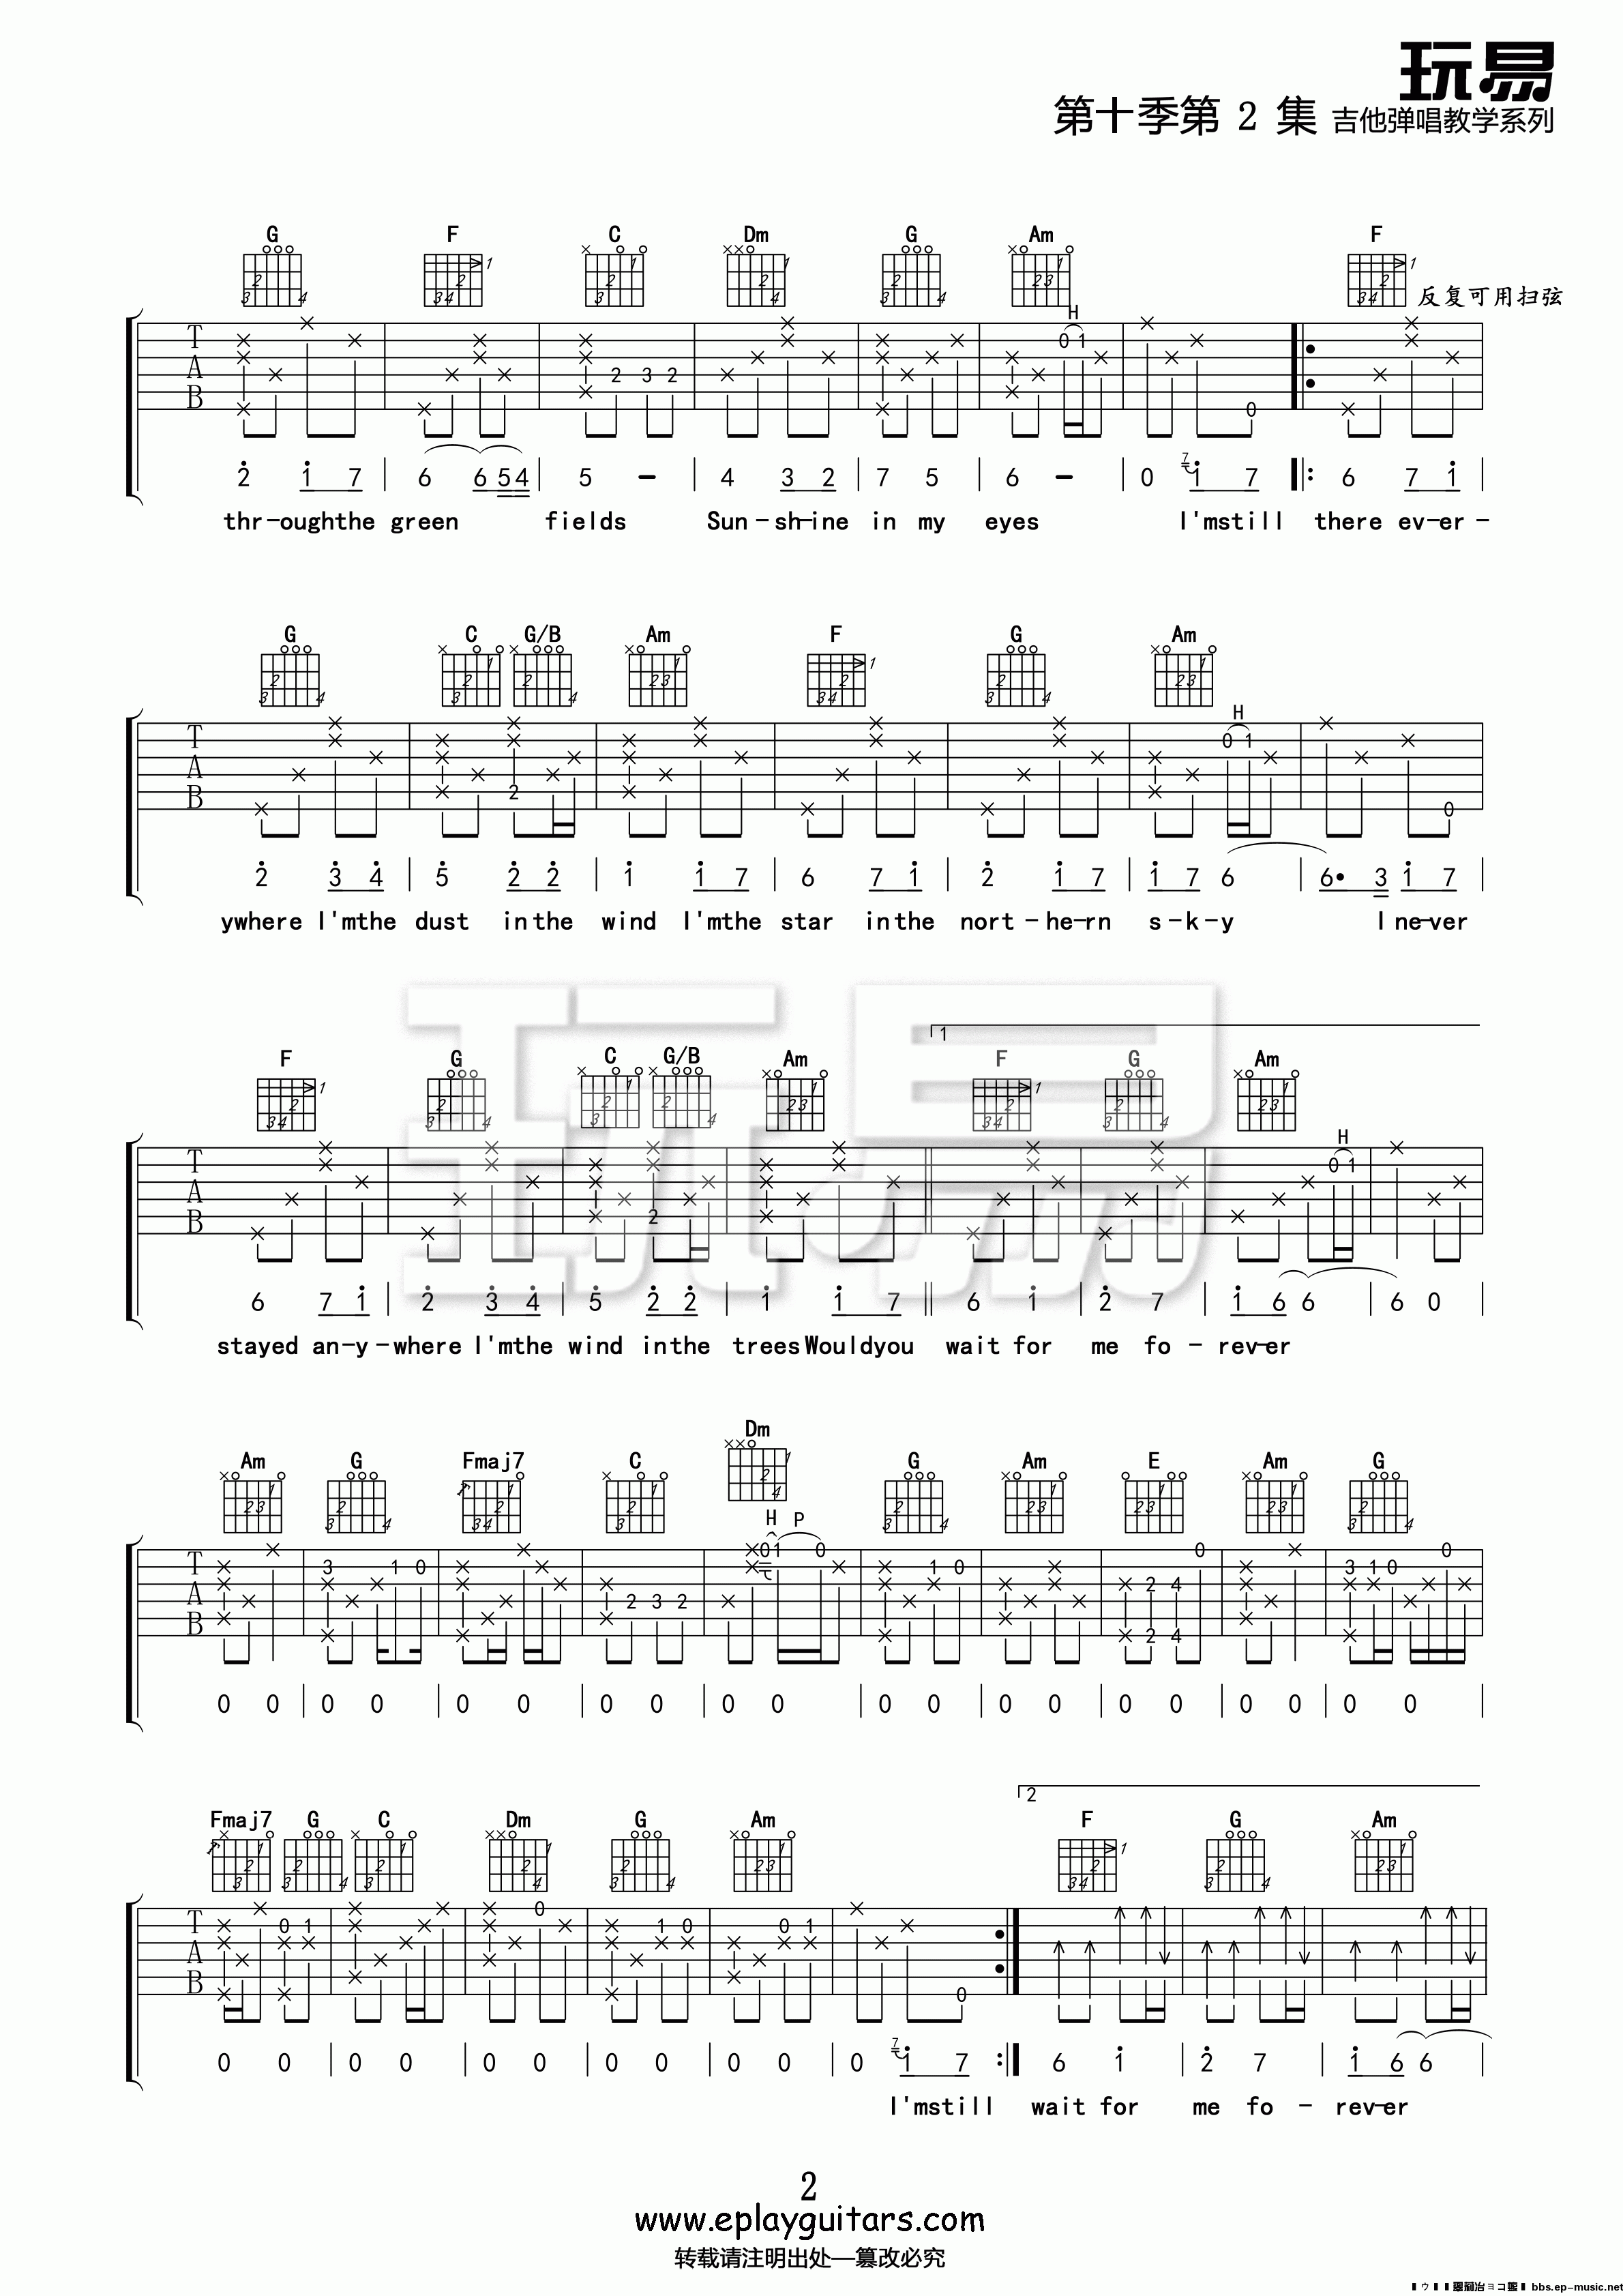 玩易
第十季第 2 集 吉他弹唱教学系列
G F C Dm G Am F
反复可用扫弦
H
0 1
2 3 2
0
2 1 7 6 6 5 4 5 - 4 3 2 7 5 6 - 0 7 1 7 6 7 1
thr-oughthe green fields Sun-sh-ine in my eyes I'mstill there ev-er-
G C G/B Am F G Am
H
0 1
2
0
2 3 4 5 2 2 1 1 7 6 7 1 2 1 7 1 7 6 6• 3 1 7
ywhere I'mthe dust in the wind I'mthe star in the nort-he-rn s-k-y I ne-ver
1
F G C G/B Am F G Am
H
0 1
2
6 7 1 2 3 4 5 2 2 1 1 7 6 1 2 7 1 6 6 6 0
stayed an-y-where I'mthe wind in the trees Wouldyou wait for me fo- rev-er
Am G Fmaj7 C Dm G Am E Am G
H P
0 1 0 0 0
3 1 0 1 0 3 1 0
2 4
2 3 2
2 4
0 0 0 0 0 0 0 0 0 0 0 0 0 0 0 0 0 0 0 0
2
Fmaj7 G C Dm G Am F G Am
0
0 1 1 0 0 1
0
0 0 0 0 0 0 0 0 0 0 0 7 1 7 6 1 2 7 1 6 6
I'mstill wait for me fo - rev-er
2
www.eplayguitars.com
转载请注明出处—篡改必究
bbs.ep-music.net